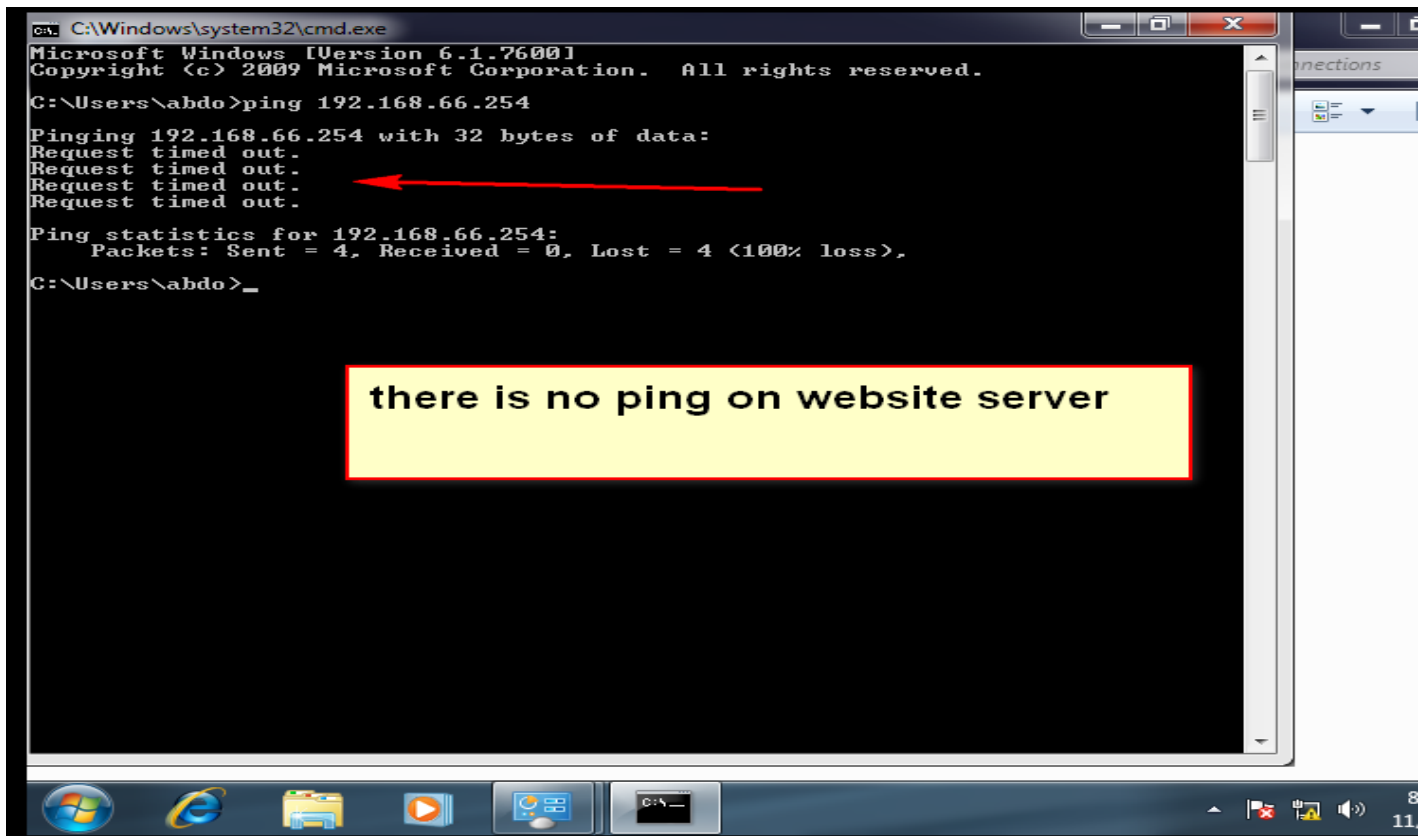 C:\Windows\system32\cmd.exe
Microsoft Windows [Version 6.1.7600]
Copyright (c) 2009 Microsoft Corporation.  All rights reserved.
C:\Users\abdo>ping 192.168.66.254
Pinging 192.168.66.254 with 32 bytes of data:
Request timed out.
Request timed out.
Request timed out.
Request timed out.
Ping statistics for 192.168.66.254:
    Packets: Sent = 4, Received = 0, Lost = 4 (100% loss),
C:\Users\abdo>_
there is no ping on website server
nnections
8
11